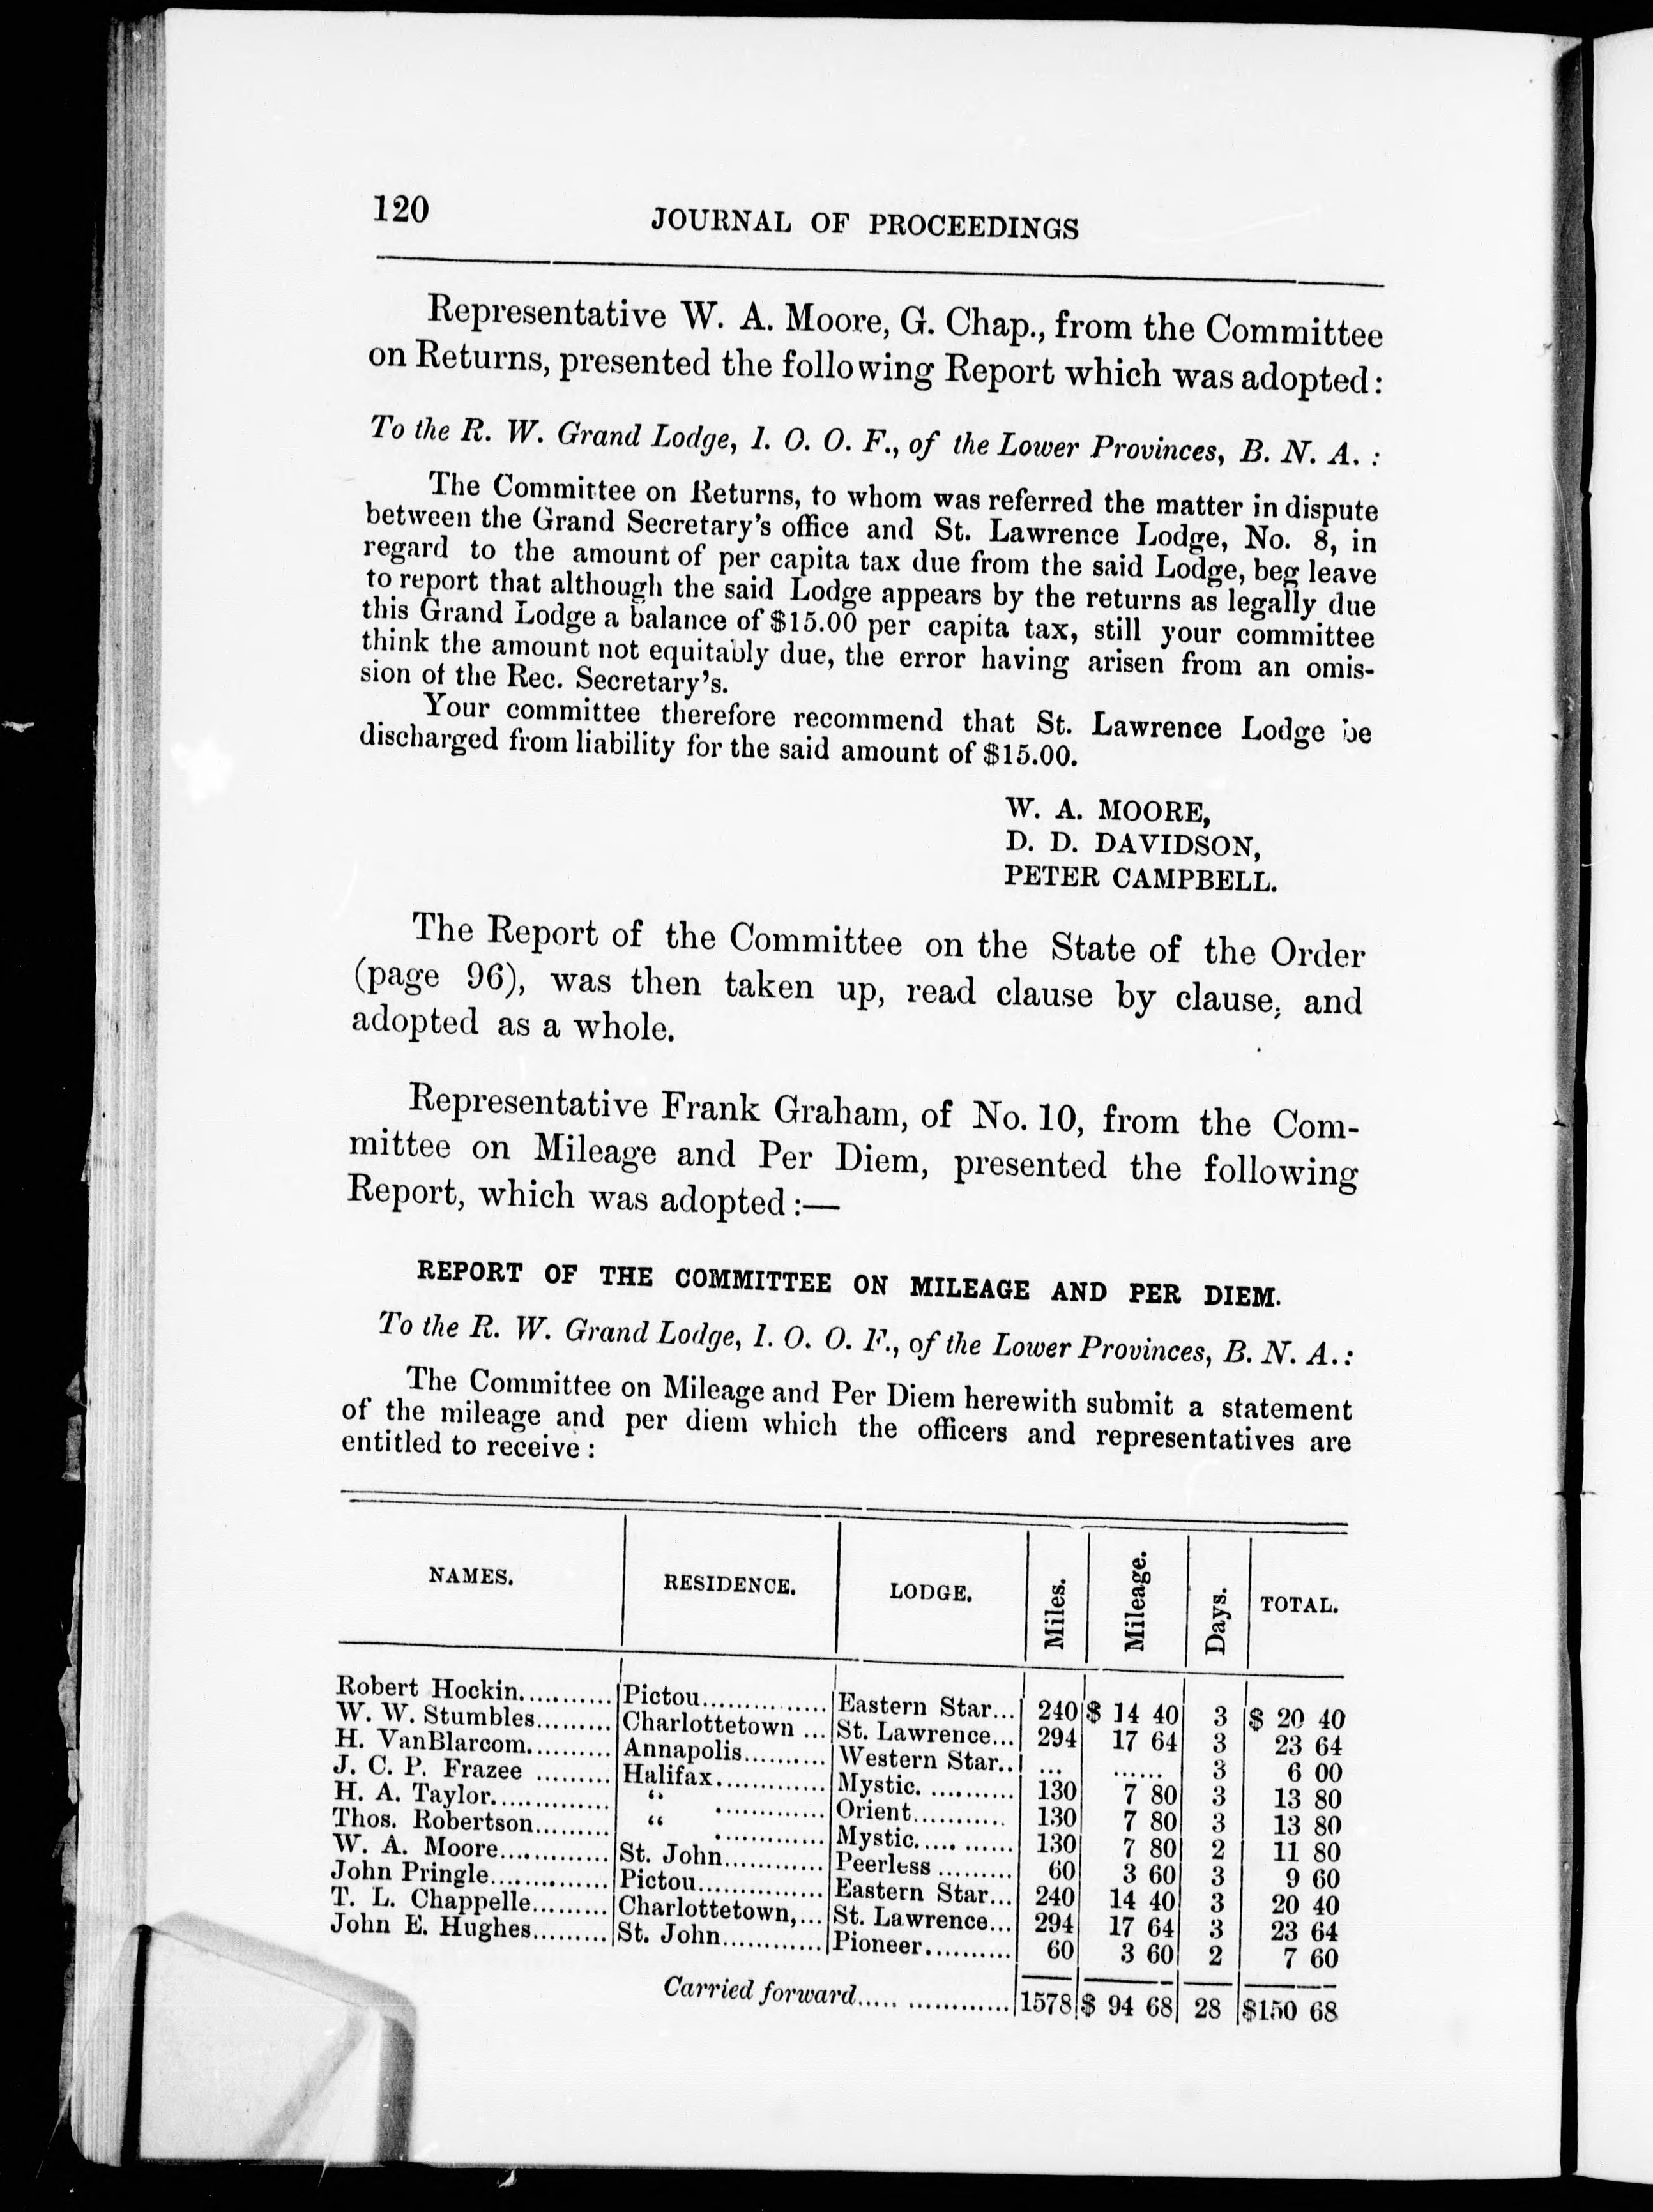 120 JOURNAL OF PROCEEDINGS
Representative W. A. Moore, G. Chap., from the Committee
on Returns, presented the following Report which was adopted:
To the R. W. Grand Lodge, I. O. O. F., of the Lower Provinces, B. N. A. :
The Committee on Returns, to whom was referred the matter in dispute
between the Grand Secretary's office and St. Lawrence Lodge, No. 8, in
regard to the amount of per capita tax due from the said Lodge, beg leave
to report that although the said Lodge appears by the returns as legally due
this Grand Lodge a balance of $15.00 per capita tax, still your committee
think the amount not equitably due, the error having arisen from an omis-
sion of the Rec. Secretary's.
Your committee therefore recommend that St. Lawrence Lodge be
discharged from liability for the said amount of $15.00.
W. A. MOORE,
D. D. DAVIDSON,
PETER CAMPBELL.
The Report of the Committee on the State of the Order
(page 96), was then taken up, read clause by clause, and
adopted as a whole.
Representative Frank Graham, of No. 10, from the Com-
mittee on Mileage and Per Diem, presented the following
Report, which was adopted :—
REPORT OF THE COMMITTEE ON MILEAGE AND PER DIEM.
To the R. W. Grand Lodge, I. O. O. F., of the Lower Provinces, B. N. A.:
The Committee on Mileage and Per Diem herewith submit a statement
of the mileage and per diem which the officers and representatives are
entitled to receive :
NAMES. RESIDENCE. LODGE. Miles. Mileage. Days. TOTAL.
Robert Hockin........... Pictou............... Eastern Star... 240 $ 14 40 3 $ 20 40
W. W. Stumbles......... Charlottetown ... St. Lawrence... 294 17 64 3 23 64
H. VanBlarcom.......... Annapolis.......... Western Star.. ... ...... 3 6 00
J. C. P. Frazee ......... Halifax............. Mystic. ........... 130 7 80 3 13 80
H. A. Taylor.............. “ ............. Orient............ 130 7 80 3 13 80
Thos. Robertson......... “ ............. Mystic..... ....... 130 7 80 2 11 80
W. A. Moore............. St. John............ Peerless ......... 60 3 60 3 9 60
John Pringle............... Pictou............... Eastern Star... 240 14 40 3 20 40
T. L. Chappelle......... Charlottetown,... St. Lawrence... 294 17 64 3 23 64
John E. Hughes......... St. John............ Pioneer........... 60 3 60 2 7 60
Carried forward..... ............. 1578 $ 94 68 28 $150 68